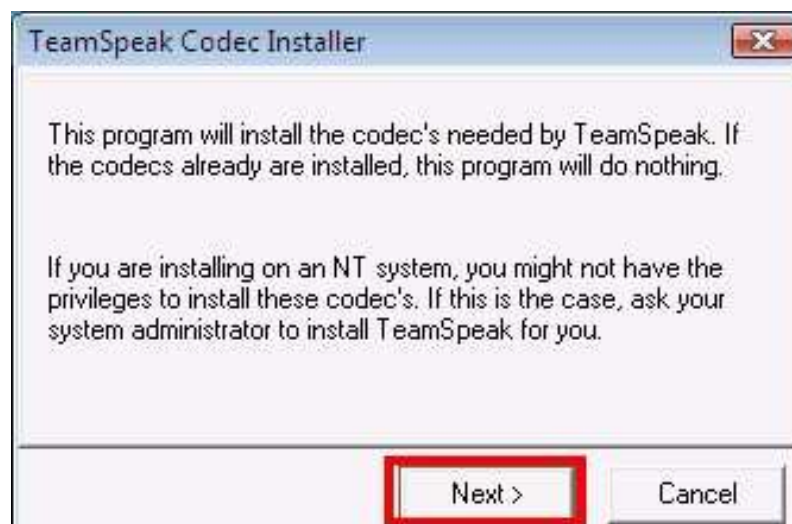 TeamSpeak Codec Installer
This program will install the codec's needed by TeamSpeak. If
the codecs already are installed, this program will do nothing.
If you are installing on an NT system, you might not have the
privileges to install these codec's. If this is the case, ask your
system administrator to install TeamSpeak for you.
Next > Cancel